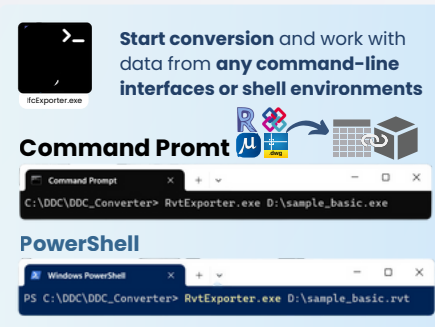 >_
Start conversion and work with
data from any command-line
interfaces or shell environments
IfcExporter.exe
R
µ
.dwg
Command Promt
Command Prompt
C:\DDC\DDC_Converter> RvtExporter.exe D:\sample_basic.exe
PowerShell
Windows PowerShell
PS C:\DDC\DDC_Converter> RvtExporter.exe D:\sample_basic.rvt